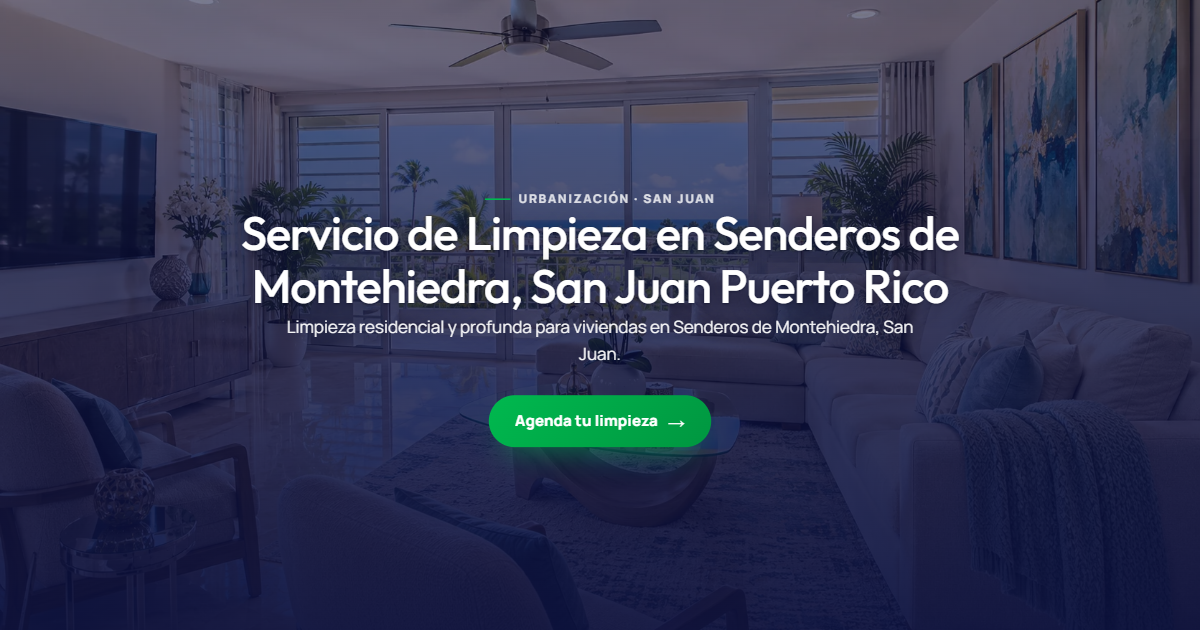 URBANIZACIÓN · SAN JUAN
Servicio de Limpieza en Senderos de
Montehiedra, San Juan Puerto Rico
Limpieza residencial y profunda para viviendas en Senderos de Montehiedra, San
Juan.
Agenda tu limpieza →